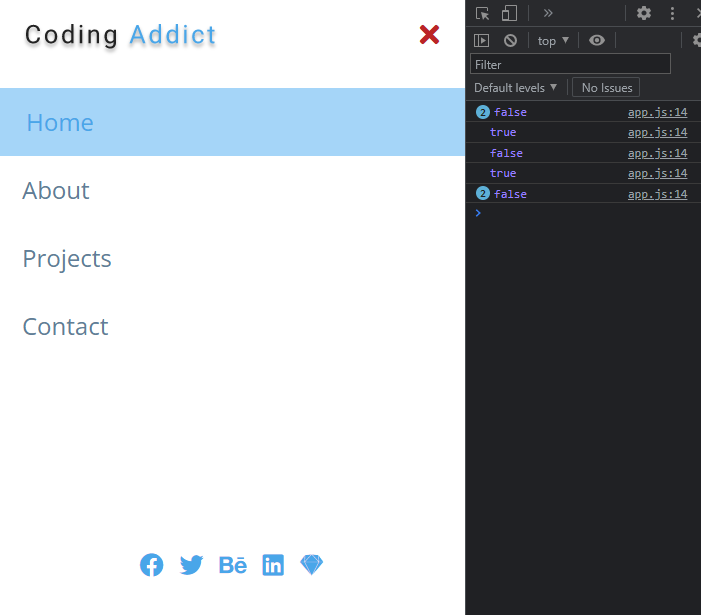 Coding Addict
Home
About
Projects
Contact
Bē
in
top
Filter
Default levels
No Issues
2 false app.js:14
true app.js:14
false app.js:14
true app.js:14
2 false app.js:14